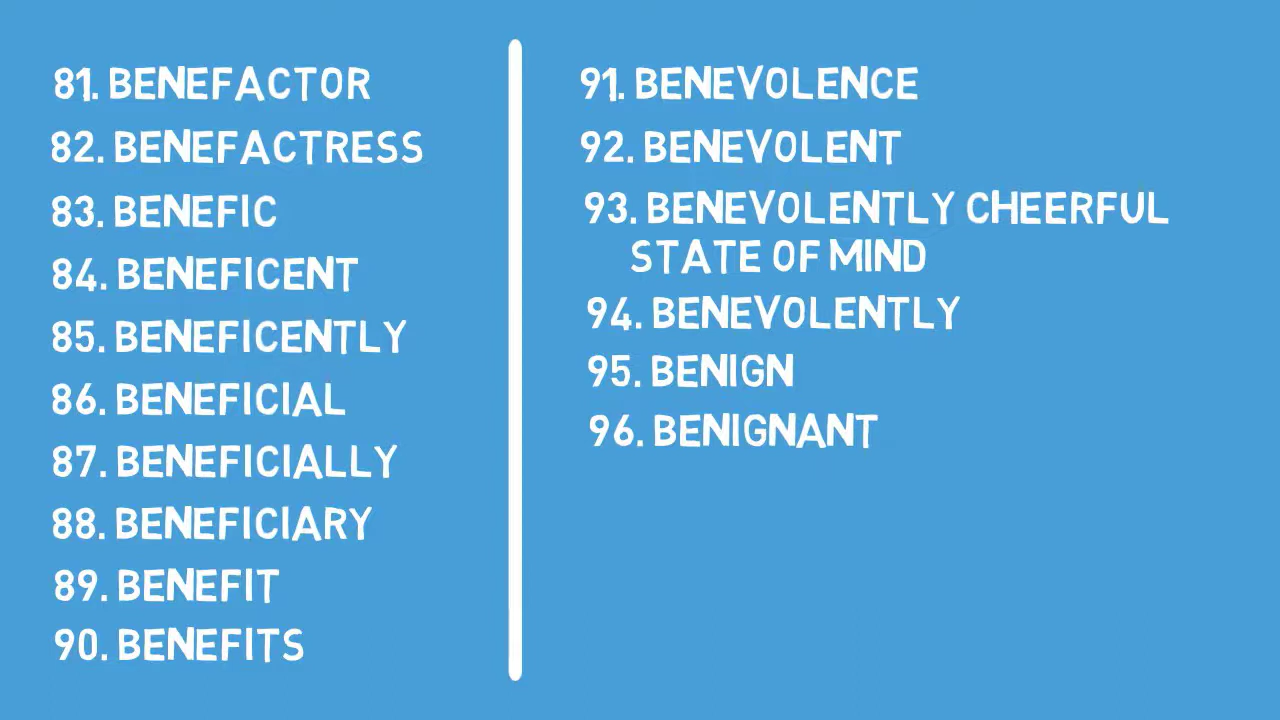 81. BENEFACTOR
82. BENEFACTRESS
83. BENEFIC
84. BENEFICENT
85. BENEFICENTLY
86. BENEFICIAL
87. BENEFICIALLY
88. BENEFICIARY
89. BENEFIT
90. BENEFITS
91. BENEVOLENCE
92. BENEVOLENT
93. BENEVOLENTLY CHEERFUL
STATE OF MIND
94. BENEVOLENTLY
95. BENIGN
96. BENIGNANT